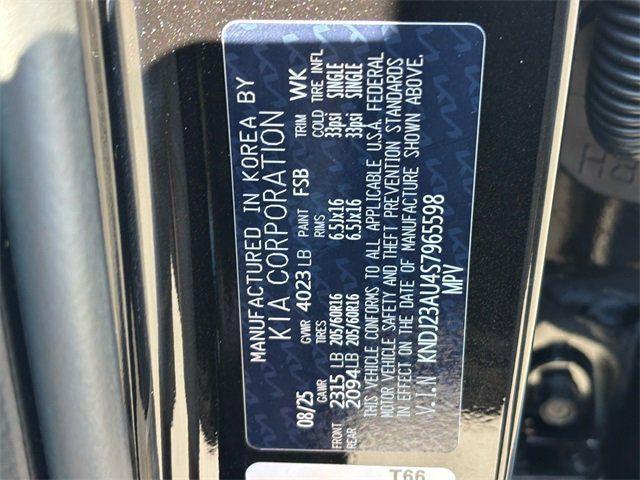 MANUFACTURED IN KOREA BY
KIA CORPORATION
08/25 GVWR 4023 LB PAINT FSB TRIM WK
GAWR TIRES RIMS COLD TIRE INFL
FRONT 2315 LB 205/60R16 6.5Jx16 33psi SINGLE
REAR 2094LB 205/60R16 6.5Jx16 33psi SINGLE
THIS VEHICLE CONFORMS TO ALL APPLICABLE U.S.A. FEDERAL
MOTOR VEHICLE SAFETY AND THEFT PREVENTION STANDARDS
IN EFFECT ON THE DATE OF MANUFACTURE SHOWN ABOVE.
V.I.N KNDJ23AU4S7965598
MPV
T66